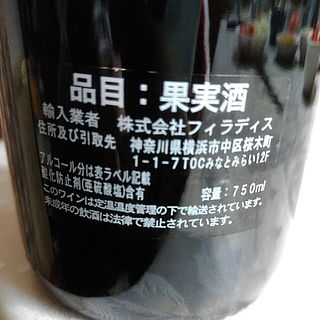 品目：果実酒
輸入業者　株式会社フィラディス
住所及び引取先　神奈川県横浜市中区桜木町
1-1-7TOCみなとみらい12F
アルコール分は表ラベル記載
酸化防止剤(亜硫酸塩)含有　容量：750ml
このワインは定温温度管理の下で輸送されています。
未成年の飲酒は法律で禁止されています。